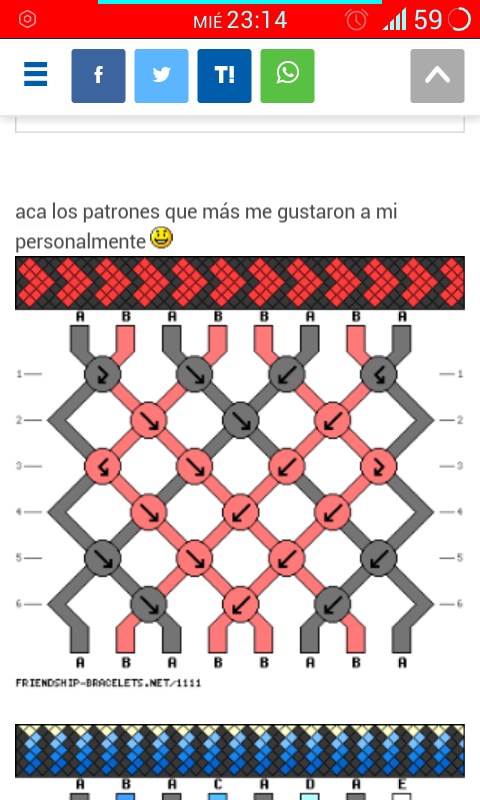 MIÉ 23:14 59
f T!
aca los patrones que más me gustaron a mi
personalmente
A B A B B A B A
1 1
2 2
3 3
4 4
5 5
6 6
A B A B B A B A
FRIENDSHIP-BRACELETS.NET/1111
A B A C A D A E